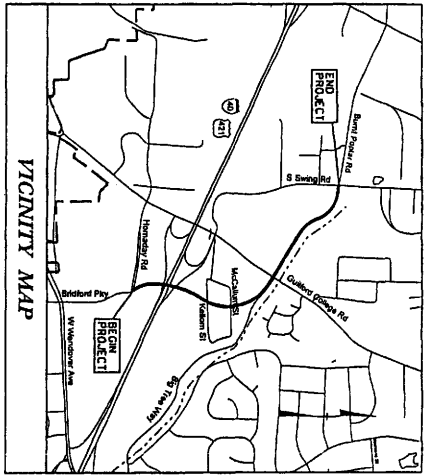 END
PROJECT
Burnt Poplar Rd
40
421
S Swing Rd
Hornaday Rd
McCallum St
Kellom St
Guilford College Rd
Bridford Pky
BEGIN
PROJECT
Big Tree Way
W Wendover Ave
VICINITY MAP